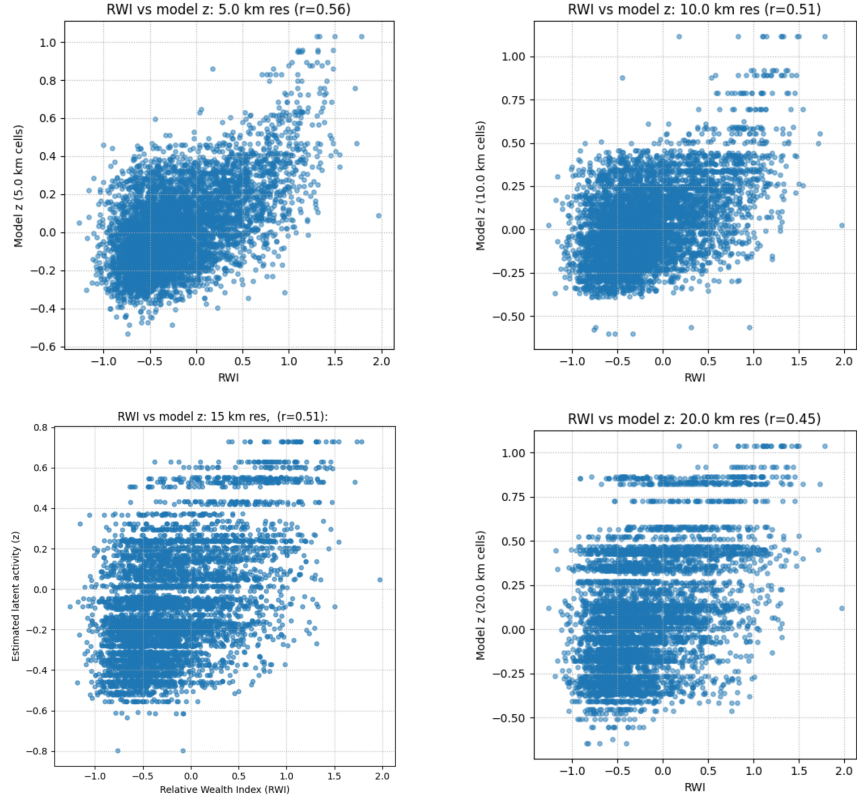 RWI vs model z: 5.0 km res (r=0.56)
1.0
0.8
0.6
0.4
0.2
0.0
−0.2
−0.4
−0.6
Model z (5.0 km cells)
−1.0 −0.5 0.0 0.5 1.0 1.5 2.0
RWI
RWI vs model z: 10.0 km res (r=0.51)
1.00
0.75
0.50
0.25
0.00
−0.25
−0.50
Model z (10.0 km cells)
−1.0 −0.5 0.0 0.5 1.0 1.5 2.0
RWI
RWI vs model z: 15 km res, (r=0.51):
0.8
0.6
0.4
0.2
0.0
−0.2
−0.4
−0.6
−0.8
Estimated latent activity (z)
−1.0 −0.5 0.0 0.5 1.0 1.5 2.0
Relative Wealth Index (RWI)
RWI vs model z: 20.0 km res (r=0.45)
1.00
0.75
0.50
0.25
0.00
−0.25
−0.50
Model z (20.0 km cells)
−1.0 −0.5 0.0 0.5 1.0 1.5 2.0
RWI